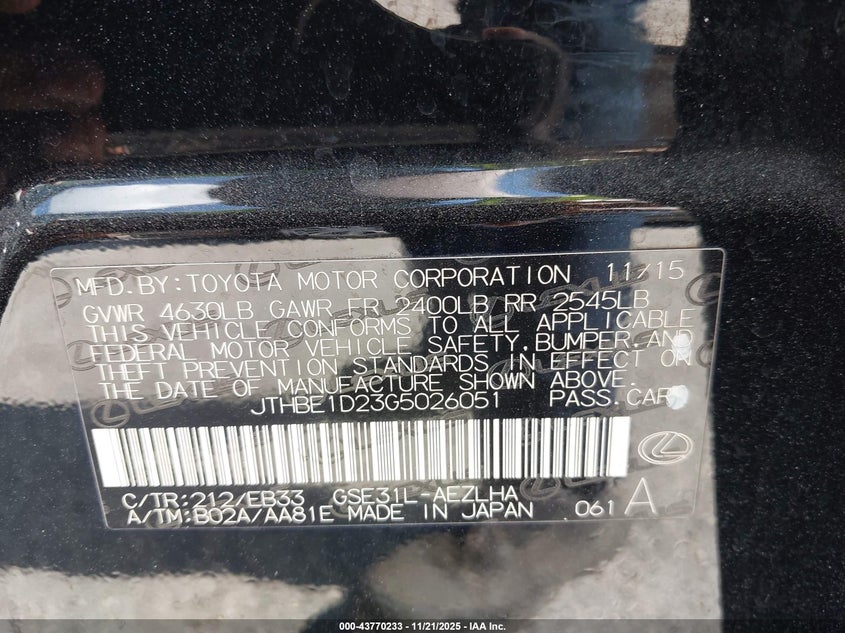 MFD.BY:TOYOTA MOTOR CORPORATION 11/15
GVWR 4630LB GAWR FR 2400LB RR 2545LB
THIS VEHICLE CONFORMS TO ALL APPLICABLE
FEDERAL MOTOR VEHICLE SAFETY, BUMPER, AND
THEFT PREVENTION STANDARDS IN EFFECT ON
THE DATE OF MANUFACTURE SHOWN ABOVE.
JTHBE1D23G5026051 PASS.CAR
C/TR:212/EB33 GSE31L-AEZLHA
A/TM:B02A/AA81E MADE IN JAPAN .061 A
000-43770233 - 11/21/2025 - IAA Inc.